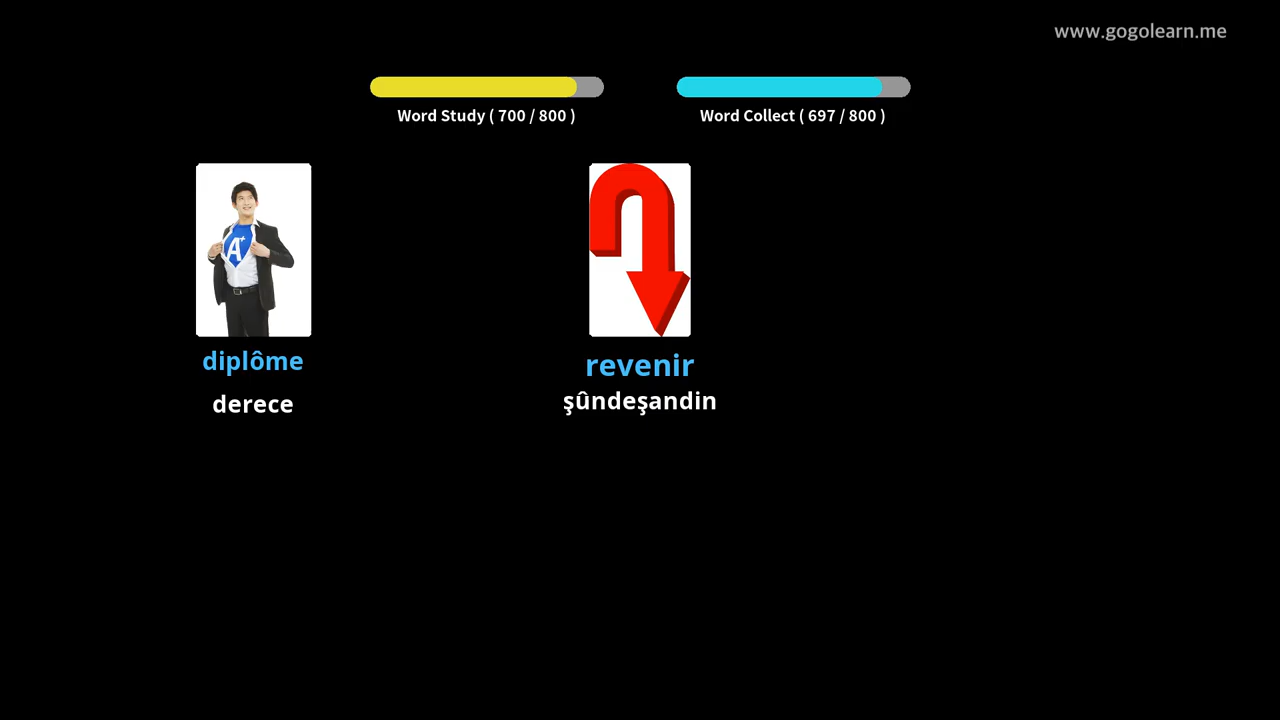 www.gogolearn.me
Word Study ( 700 / 800 )
Word Collect ( 697 / 800 )
A+
diplôme
derece
revenir
şûndeşandin